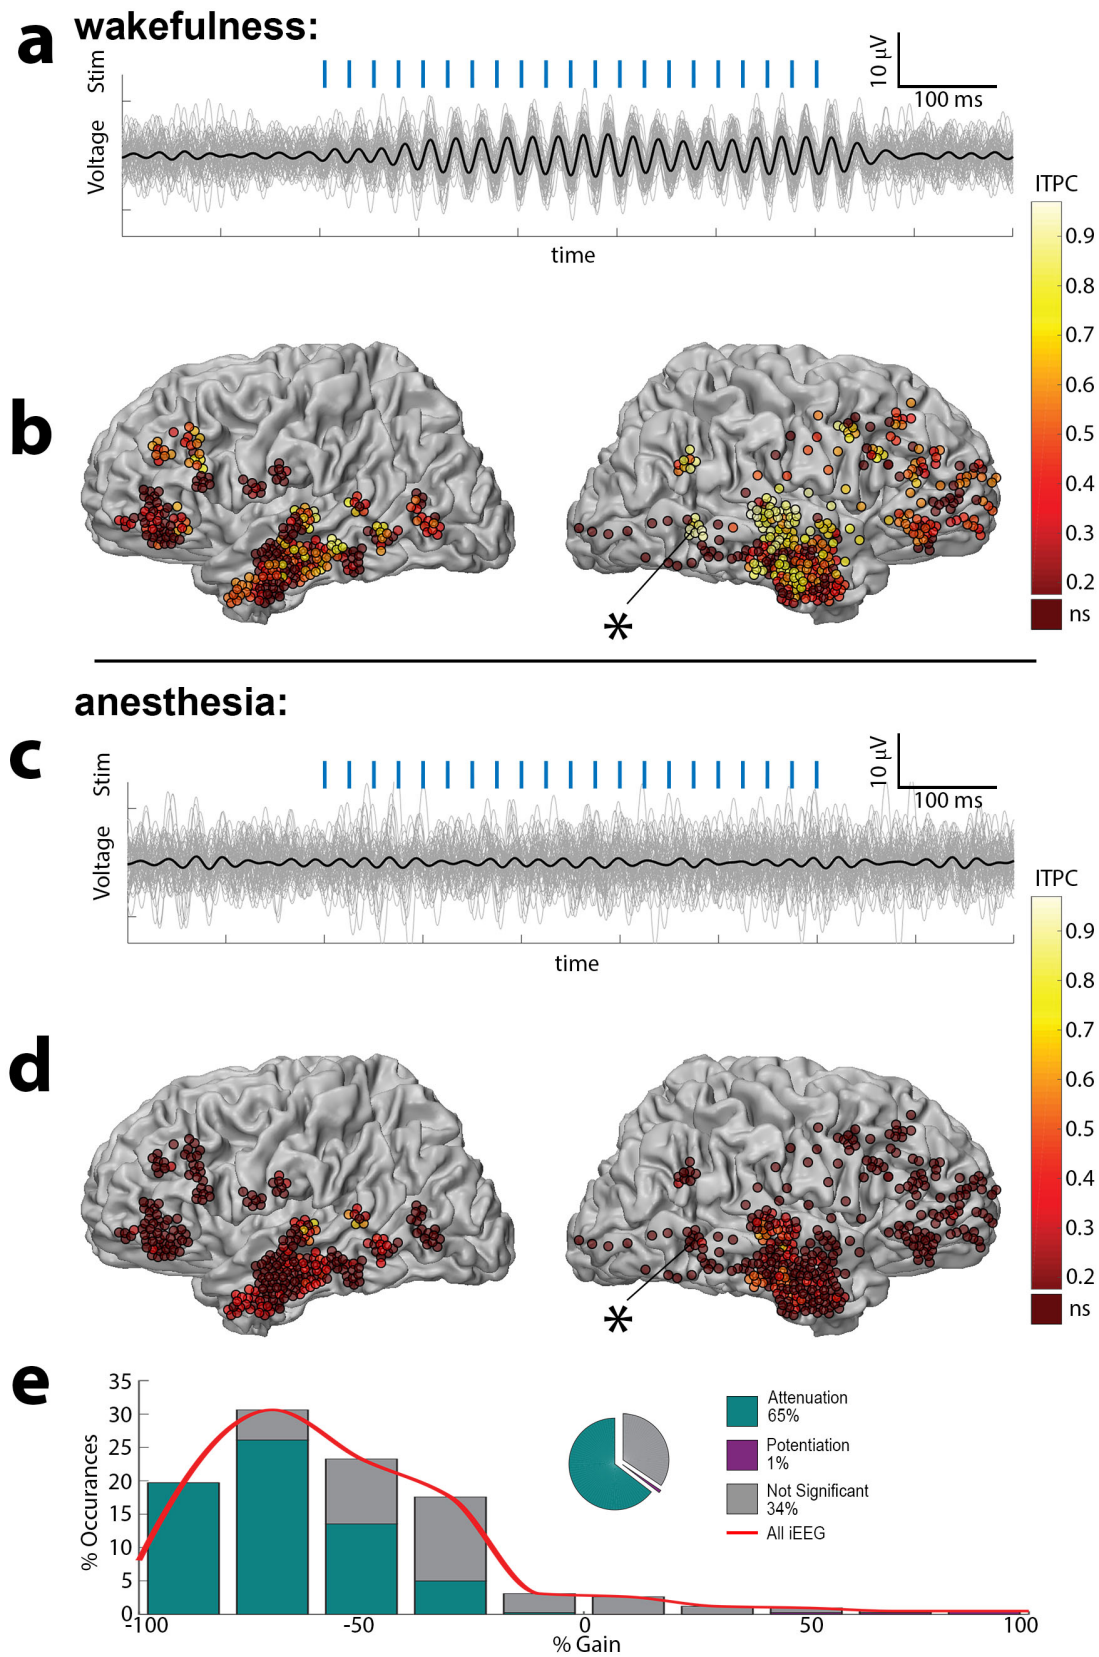 a wakefulness:
Stim
Voltage
10 μV
100 ms
time
ITPC
0.9
0.8
0.7
0.6
0.5
0.4
0.3
0.2
ns
b
*
anesthesia:
c
Stim
Voltage
10 μV
100 ms
time
ITPC
0.9
0.8
0.7
0.6
0.5
0.4
0.3
0.2
ns
d
*
e
% Occurances
35
30
25
20
15
10
5
0
-100
-50
0
50
100
% Gain
Attenuation
65%
Potentiation
1%
Not Significant
34%
All iEEG